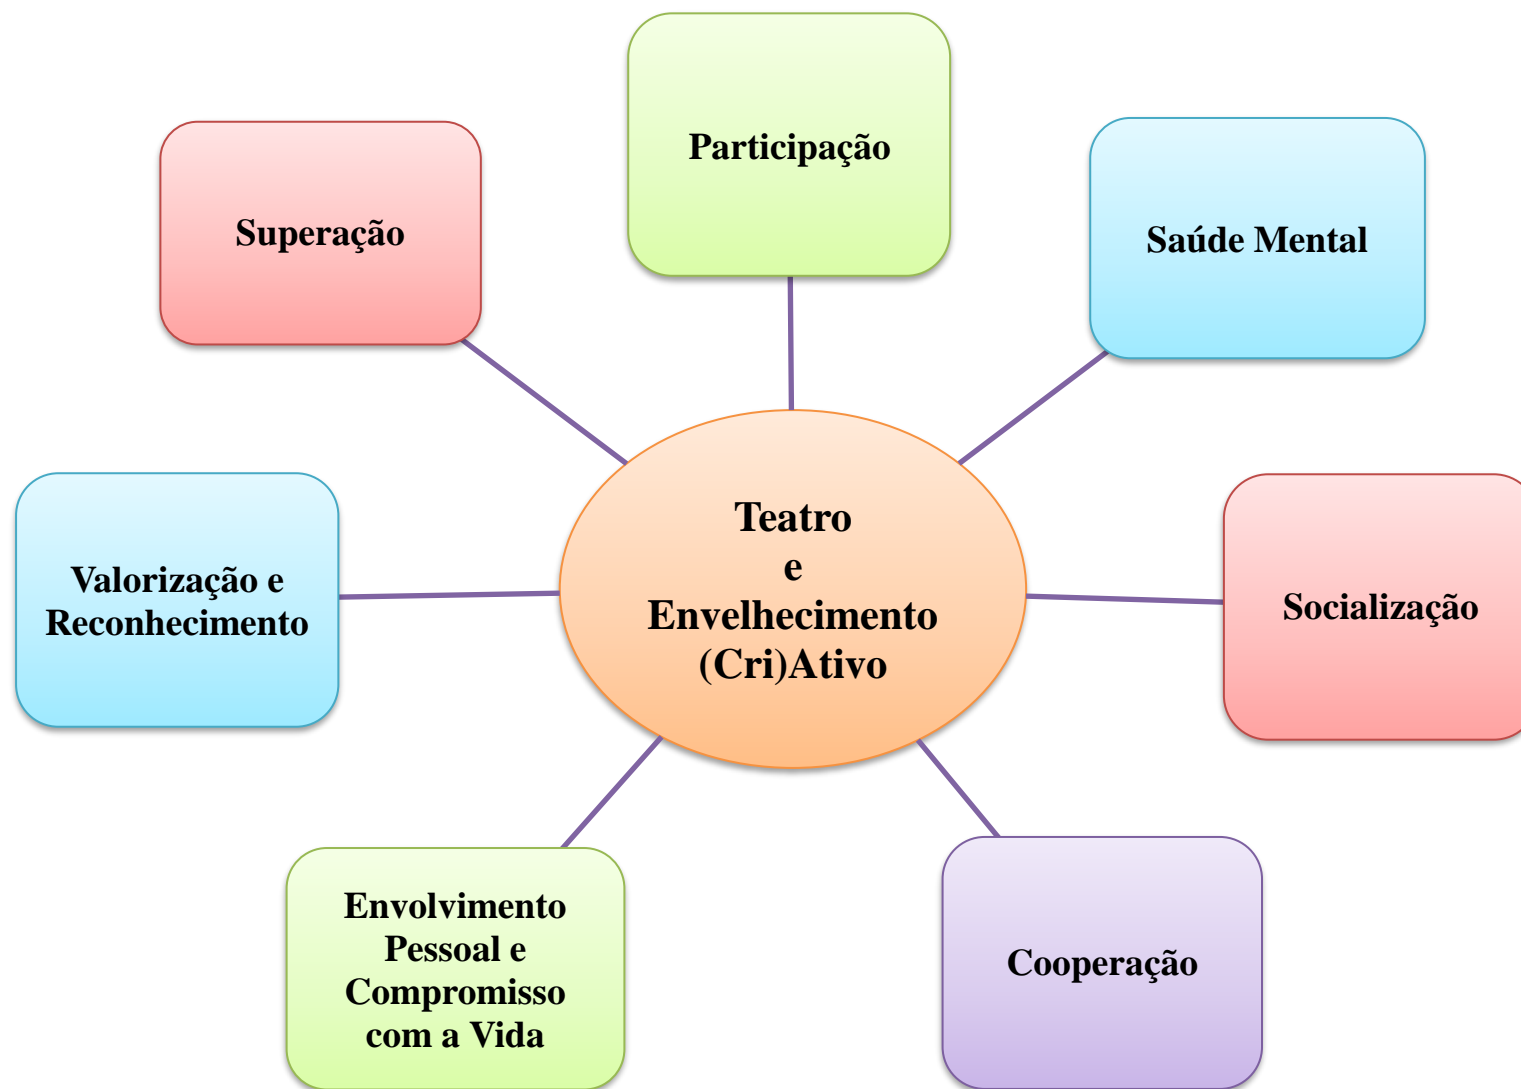 Participação
Superação
Saúde Mental
Teatro
e
Envelhecimento
(Cri)Ativo
Valorização e
Reconhecimento
Socialização
Envolvimento
Pessoal e
Compromisso
com a Vida
Cooperação